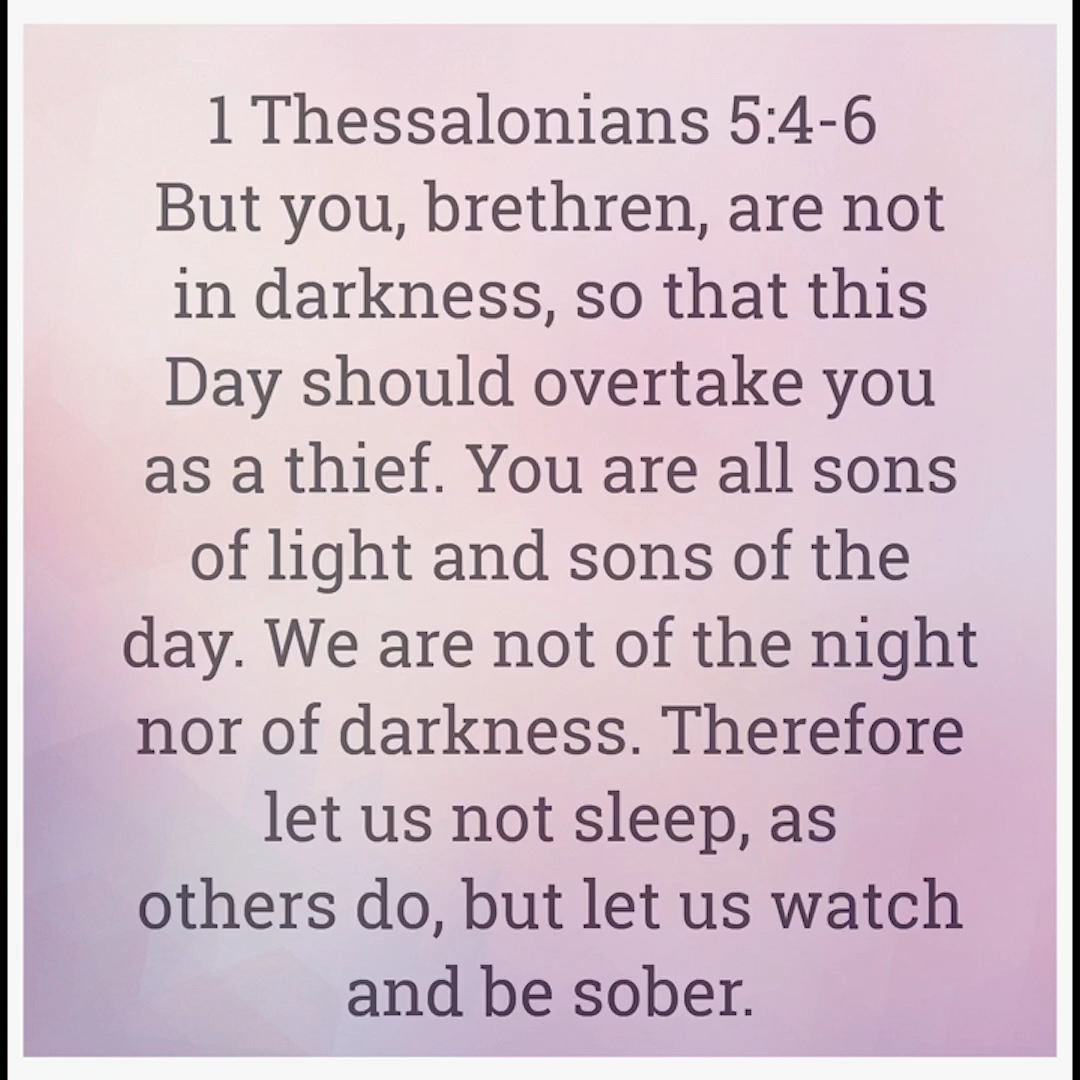 1 Thessalonians 5:4-6
But you, brethren, are not
in darkness, so that this
Day should overtake you
as a thief. You are all sons
of light and sons of the
day. We are not of the night
nor of darkness. Therefore
let us not sleep, as
others do, but let us watch
and be sober.